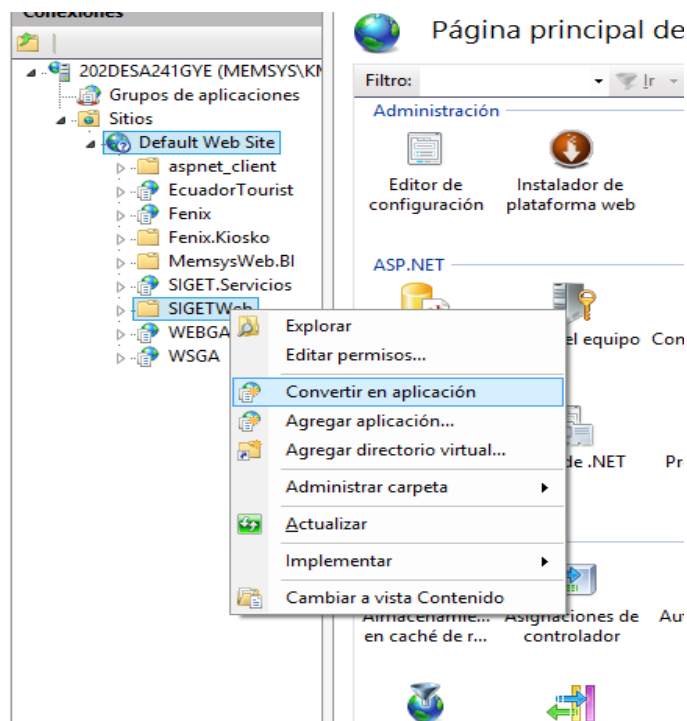 Conexiones
Página principal de
202DESA241GYE (MEMSYS\KM
Filtro:
Ir
Grupos de aplicaciones
Sitios
Default Web Site
aspnet_client
EcuadorTourist
Fenix
Fenix.Kiosko
MemsysWeb.BI
SIGET.Servicios
SIGETWeb
WEBGA
WSGA
Explorar
Editar permisos...
Convertir en aplicación
Agregar aplicación...
Agregar directorio virtual...
Administrar carpeta
Actualizar
Implementar
Cambiar a vista Contenido
Administración
Editor de
configuración
Instalador de
plataforma web
ASP.NET
el equipo
Con
de .NET
Pr
Almacenamie...
en caché de r...
Asignaciones de
controlador
Au